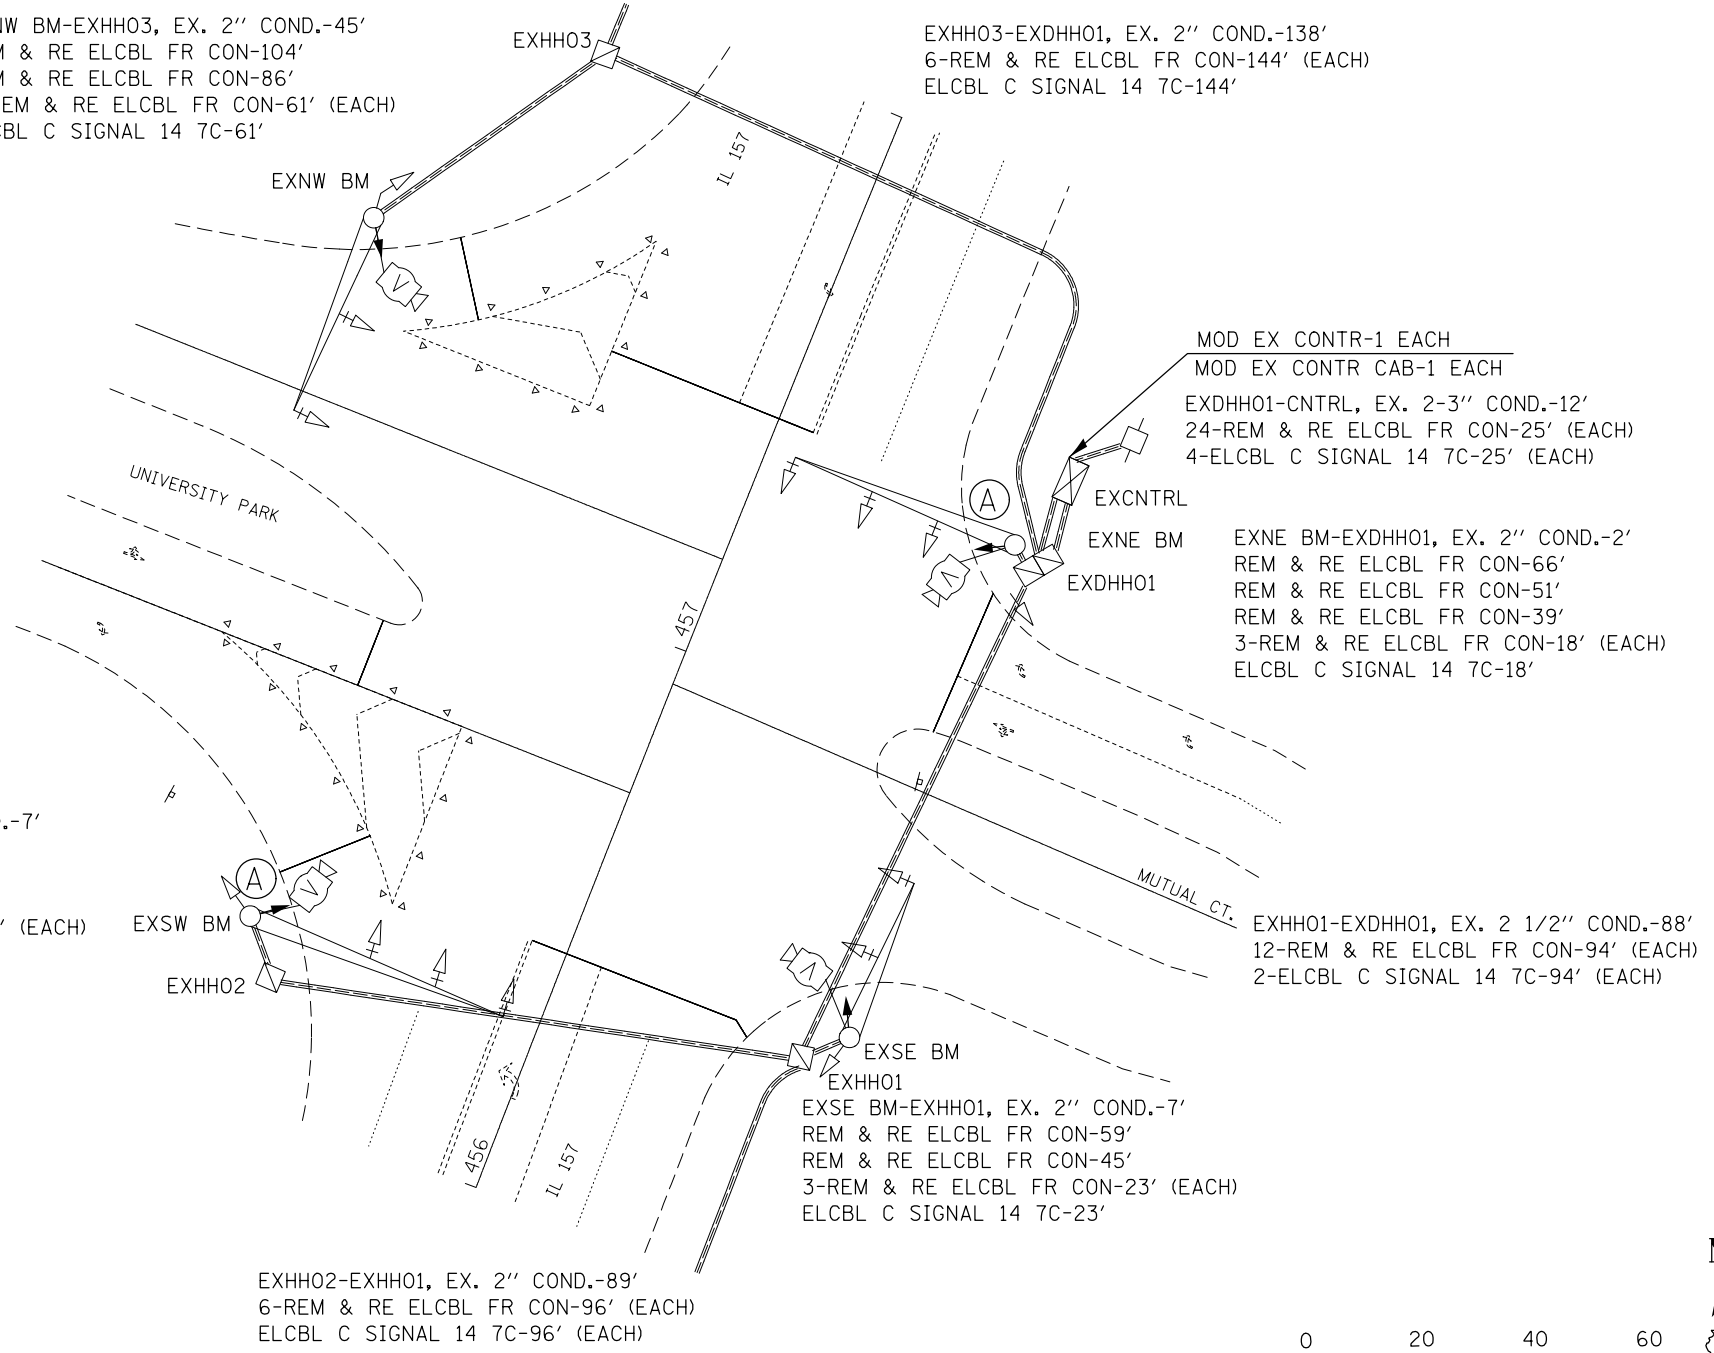 NW BM-EXHH03, EX. 2" COND.-45'
M & RE ELCBL FR CON-104'
M & RE ELCBL FR CON-86'
EM & RE ELCBL FR CON-61' (EACH)
CBL C SIGNAL 14 7C-61'
EXHH03
EXHH03-EXDHH01, EX. 2" COND.-138'
6-REM & RE ELCBL FR CON-144' (EACH)
ELCBL C SIGNAL 14 7C-144'
EXNW BM
IL 157
V
MOD EX CONTR-1 EACH
MOD EX CONTR CAB-1 EACH
EXDHH01-CNTRL, EX. 2-3" COND.-12'
24-REM & RE ELCBL FR CON-25' (EACH)
4-ELCBL C SIGNAL 14 7C-25' (EACH)
UNIVERSITY PARK
A
EXCNTRL
EXNE BM
V
EXDHH01
EXNE BM-EXDHH01, EX. 2" COND.-2'
REM & RE ELCBL FR CON-66'
REM & RE ELCBL FR CON-51'
REM & RE ELCBL FR CON-39'
3-REM & RE ELCBL FR CON-18' (EACH)
ELCBL C SIGNAL 14 7C-18'
457
.-7'
A
V
' (EACH)
EXSW BM
EXHH02
MUTUAL CT.
EXHH01-EXDHH01, EX. 2 1/2" COND.-88'
12-REM & RE ELCBL FR CON-94' (EACH)
2-ELCBL C SIGNAL 14 7C-94' (EACH)
V
EXSE BM
EXHH01
EXSE BM-EXHH01, EX. 2" COND.-7'
REM & RE ELCBL FR CON-59'
REM & RE ELCBL FR CON-45'
3-REM & RE ELCBL FR CON-23' (EACH)
ELCBL C SIGNAL 14 7C-23'
456
IL 157
EXHH02-EXHH01, EX. 2" COND.-89'
6-REM & RE ELCBL FR CON-96' (EACH)
ELCBL C SIGNAL 14 7C-96' (EACH)
0 20 40 60